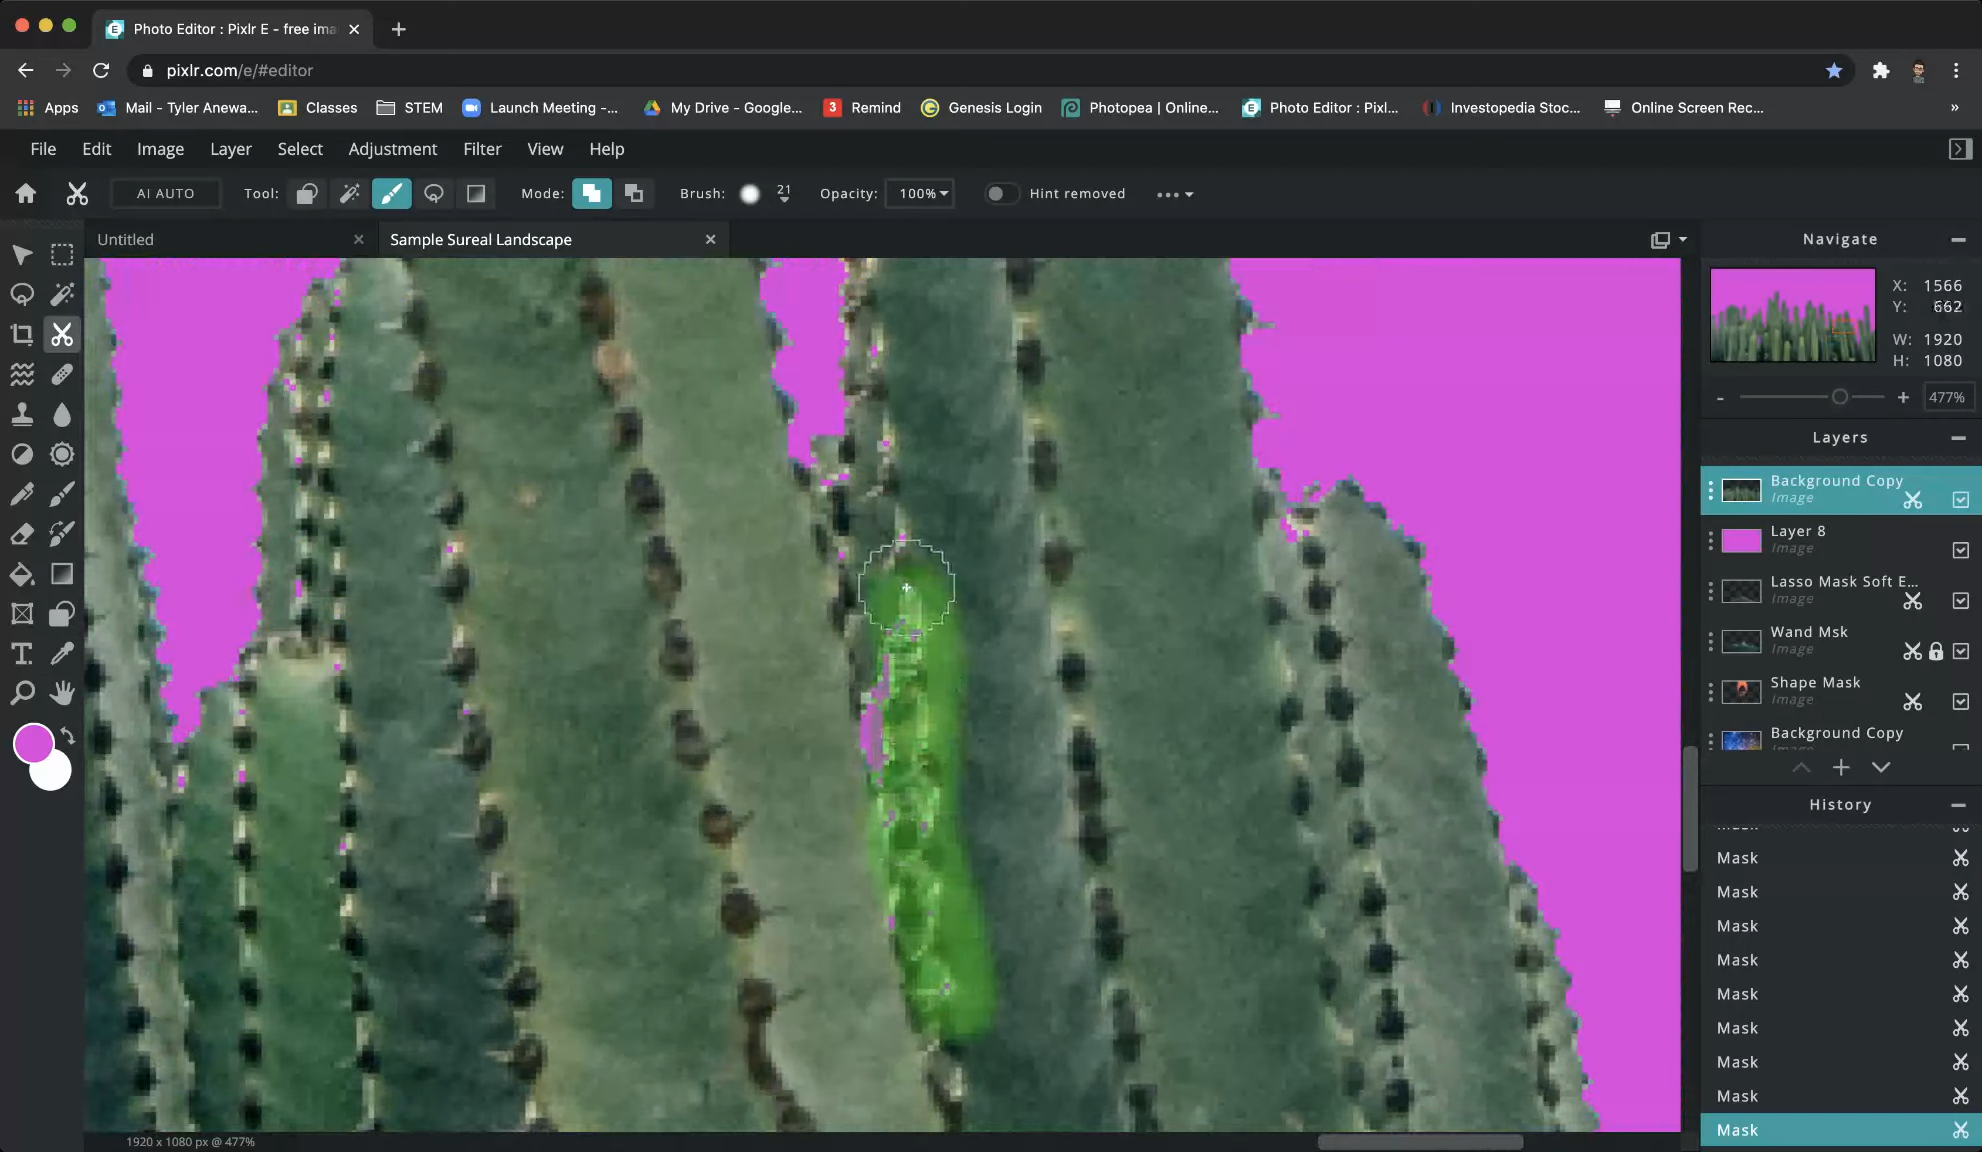 Photo Editor : Pixlr E - free ima
pixlr.com/e/#editor
Apps Mail - Tyler Anewa... Classes STEM Launch Meeting -... My Drive - Google... Remind Genesis Login Photopea | Online... Photo Editor : Pixl... Investopedia Stoc... Online Screen Rec... »
File Edit Image Layer Select Adjustment Filter View Help
AI AUTO Tool: Mode: Brush: 21 Opacity: 100% Hint removed
Untitled Sample Sureal Landscape
Navigate
X: 1566
Y: 662
W: 1920
H: 1080
- + 477%
Layers
Background Copy
Image
Layer 8
Image
Lasso Mask Soft E...
Image
Wand Msk
Image
Shape Mask
Image
Background Copy
History
Mask
Mask
Mask
Mask
Mask
Mask
Mask
Mask
Mask
1920 x 1080 px @ 477%